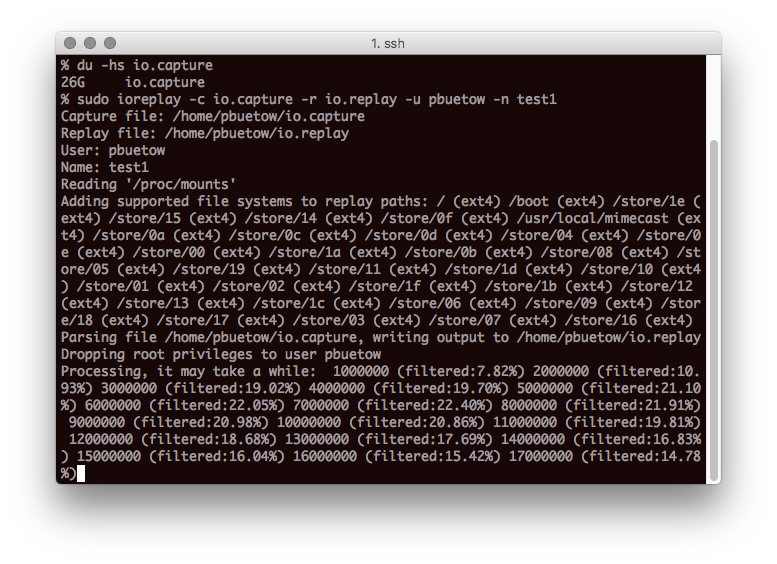 1. ssh
% du -hs io.capture
26G     io.capture
% sudo ioreplay -c io.capture -r io.replay -u pbuetow -n test1
Capture file: /home/pbuetow/io.capture
Replay file: /home/pbuetow/io.replay
User: pbuetow
Name: test1
Reading '/proc/mounts'
Adding supported file systems to replay paths: / (ext4) /boot (ext4) /store/1e (
ext4) /store/15 (ext4) /store/14 (ext4) /store/0f (ext4) /usr/local/mimecast (ex
t4) /store/0a (ext4) /store/0c (ext4) /store/0d (ext4) /store/04 (ext4) /store/0
e (ext4) /store/00 (ext4) /store/1a (ext4) /store/0b (ext4) /store/08 (ext4) /st
ore/05 (ext4) /store/19 (ext4) /store/11 (ext4) /store/1d (ext4) /store/10 (ext4
) /store/01 (ext4) /store/02 (ext4) /store/1f (ext4) /store/1b (ext4) /store/12 
(ext4) /store/13 (ext4) /store/1c (ext4) /store/06 (ext4) /store/09 (ext4) /stor
e/18 (ext4) /store/17 (ext4) /store/03 (ext4) /store/07 (ext4) /store/16 (ext4)
Parsing file /home/pbuetow/io.capture, writing output to /home/pbuetow/io.replay
Dropping root privileges to user pbuetow
Processing, it may take a while:  1000000 (filtered:7.82%) 2000000 (filtered:10.
93%) 3000000 (filtered:19.02%) 4000000 (filtered:19.70%) 5000000 (filtered:21.10
%) 6000000 (filtered:22.05%) 7000000 (filtered:22.40%) 8000000 (filtered:21.91%)
 9000000 (filtered:20.98%) 10000000 (filtered:20.86%) 11000000 (filtered:19.81%)
 12000000 (filtered:18.68%) 13000000 (filtered:17.69%) 14000000 (filtered:16.83%
) 15000000 (filtered:16.04%) 16000000 (filtered:15.42%) 17000000 (filtered:14.78
%)